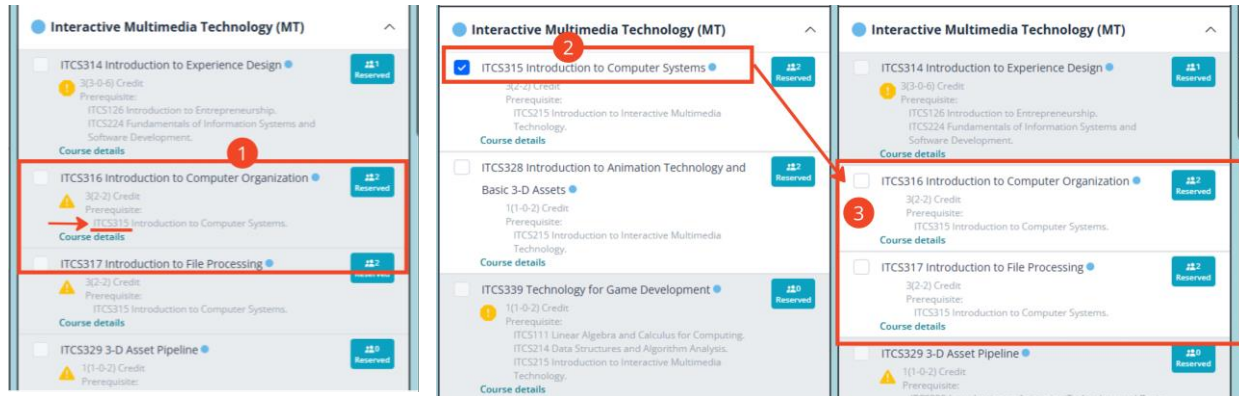 1
Interactive Multimedia Technology (MT)
ITCS314 Introduction to Experience Design
1
Reserved
3(3-0-6) Credit
Prerequisite:
ITCS126 Introduction to Entrepreneurship.
ITCS224 Fundamentals of Information Systems and
Software Development.
Course details
1
ITCS316 Introduction to Computer Organization
2
Reserved
3(2-2) Credit
Prerequisite:
ITCS315 Introduction to Computer Systems.
Course details
ITCS317 Introduction to File Processing
2
Reserved
3(2-2) Credit
Prerequisite:
ITCS315 Introduction to Computer Systems.
Course details
ITCS329 3-D Asset Pipeline
0
Reserved
1(1-0-2) Credit
Prerequisite:
Interactive Multimedia Technology (MT)
2
ITCS315 Introduction to Computer Systems
2
Reserved
3(2-2) Credit
Prerequisite:
ITCS215 Introduction to Interactive Multimedia
Technology.
Course details
ITCS328 Introduction to Animation Technology and
Basic 3-D Assets
2
Reserved
1(1-0-2) Credit
Prerequisite:
ITCS215 Introduction to Interactive Multimedia
Technology.
Course details
ITCS339 Technology for Game Development
0
Reserved
1(1-0-2) Credit
Prerequisite:
ITCS111 Linear Algebra and Calculus for Computing.
ITCS214 Data Structures and Algorithm Analysis.
ITCS215 Introduction to Interactive Multimedia
Technology.
Course details
Interactive Multimedia Technology (MT)
ITCS314 Introduction to Experience Design
1
Reserved
3(3-0-6) Credit
Prerequisite:
ITCS126 Introduction to Entrepreneurship.
ITCS224 Fundamentals of Information Systems and
Software Development.
Course details
ITCS316 Introduction to Computer Organization
2
Reserved
3
3(2-2) Credit
Prerequisite:
ITCS315 Introduction to Computer Systems.
Course details
ITCS317 Introduction to File Processing
2
Reserved
3(2-2) Credit
Prerequisite:
ITCS315 Introduction to Computer Systems.
Course details
ITCS329 3-D Asset Pipeline
0
Reserved
1(1-0-2) Credit
Prerequisite: